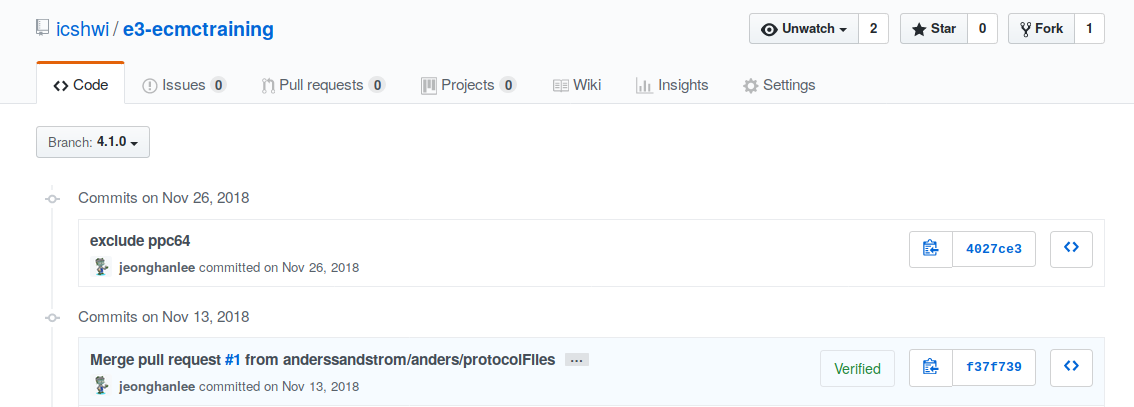 icshwi / e3-ecmctraining Unwatch 2 Star 0 Fork 1
Code Issues 0 Pull requests 0 Projects 0 Wiki Insights Settings
Branch: 4.1.0
Commits on Nov 26, 2018
exclude ppc64
4027ce3
jeonghanlee committed on Nov 26, 2018
Commits on Nov 13, 2018
Merge pull request #1 from anderssandstrom/anders/protocolFIles ...
Verified f37f739
jeonghanlee committed on Nov 13, 2018